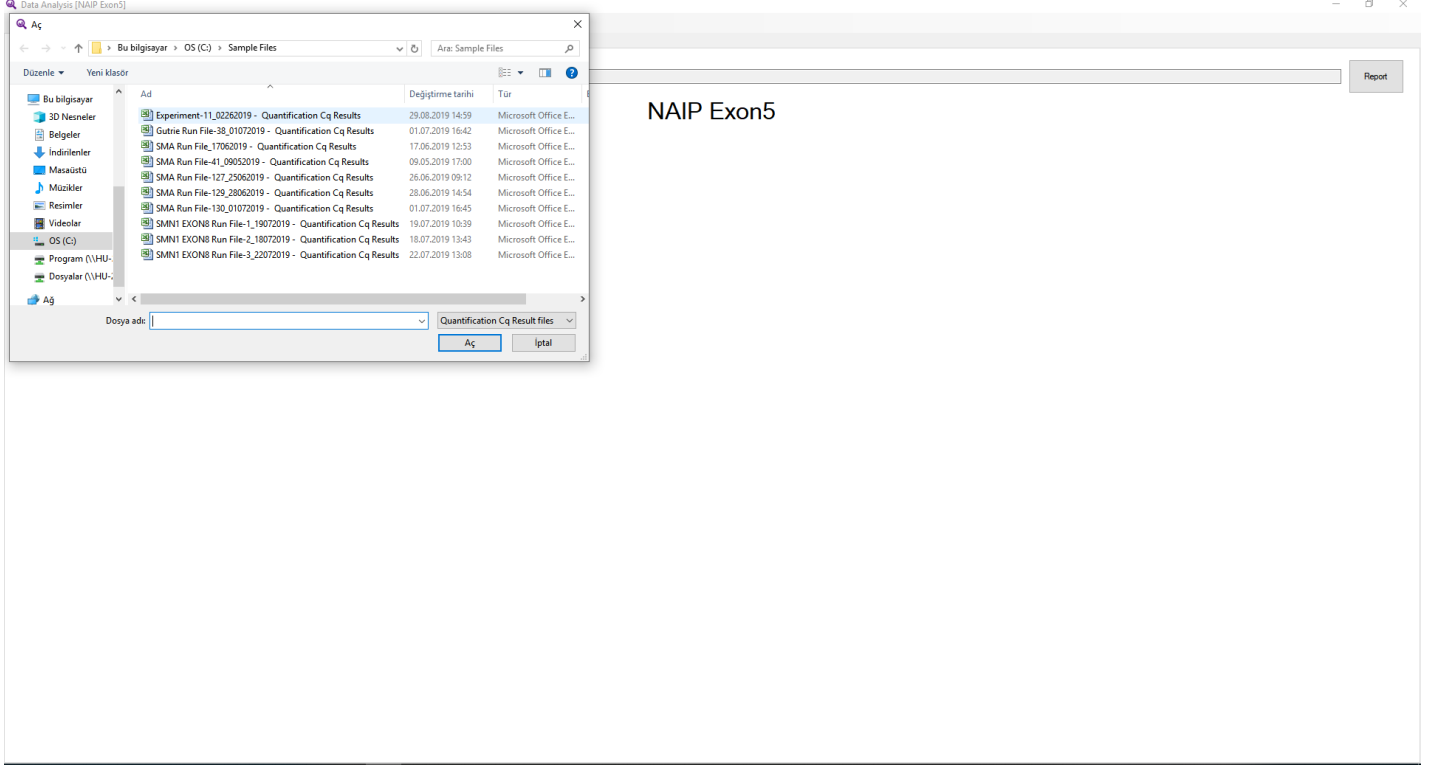 Data Analysis [NAIP Exon5]
Aç
Bu bilgisayar › OS (C:) › Sample Files
Ara: Sample Files
Düzenle
Yeni klasör
Report
NAIP Exon5
Bu bilgisayar
3D Nesneler
Belgeler
İndirilenler
Masaüstü
Müzikler
Resimler
Videolar
OS (C:)
Program (\\HU-
Dosyalar (\\HU-2
Ağ
Ad Değiştirme tarihi Tür
Experiment-11_02262019 - Quantification Cq Results 29.08.2019 14:59 Microsoft Office E...
Gutrie Run File-38_01072019 - Quantification Cq Results 01.07.2019 16:42 Microsoft Office E...
SMA Run File_17062019 - Quantification Cq Results 17.06.2019 12:53 Microsoft Office E...
SMA Run File-41_09052019 - Quantification Cq Results 09.05.2019 17:00 Microsoft Office E...
SMA Run File-127_25062019 - Quantification Cq Results 26.06.2019 09:12 Microsoft Office E...
SMA Run File-129_28062019 - Quantification Cq Results 28.06.2019 14:54 Microsoft Office E...
SMA Run File-130_01072019 - Quantification Cq Results 01.07.2019 16:45 Microsoft Office E...
SMN1 EXON8 Run File-1_19072019 - Quantification Cq Results 19.07.2019 10:39 Microsoft Office E...
SMN1 EXON8 Run File-2_18072019 - Quantification Cq Results 18.07.2019 13:43 Microsoft Office E...
SMN1 EXON8 Run File-3_22072019 - Quantification Cq Results 22.07.2019 13:08 Microsoft Office E...
Dosya adı:
Quantification Cq Result files
Aç
İptal